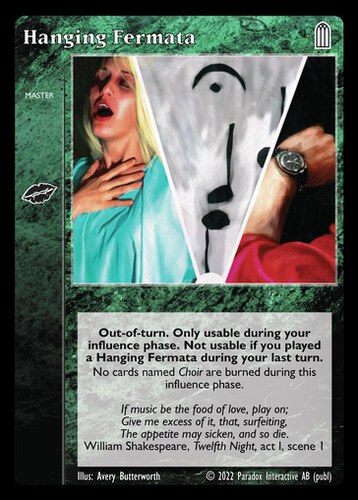 Hanging Fermata
MASTER
Out-of-turn. Only usable during your
influence phase. Not usable if you played
a Hanging Fermata during your last turn.
No cards named Choir are burned during this
influence phase.
If music be the food of love, play on;
Give me excess of it, that, surfeiting,
The appetite may sicken, and so die.
William Shakespeare, Twelfth Night, act I, scene 1
Illus: Avery Butterworth
© 2022 Paradox Interactive AB (publ)